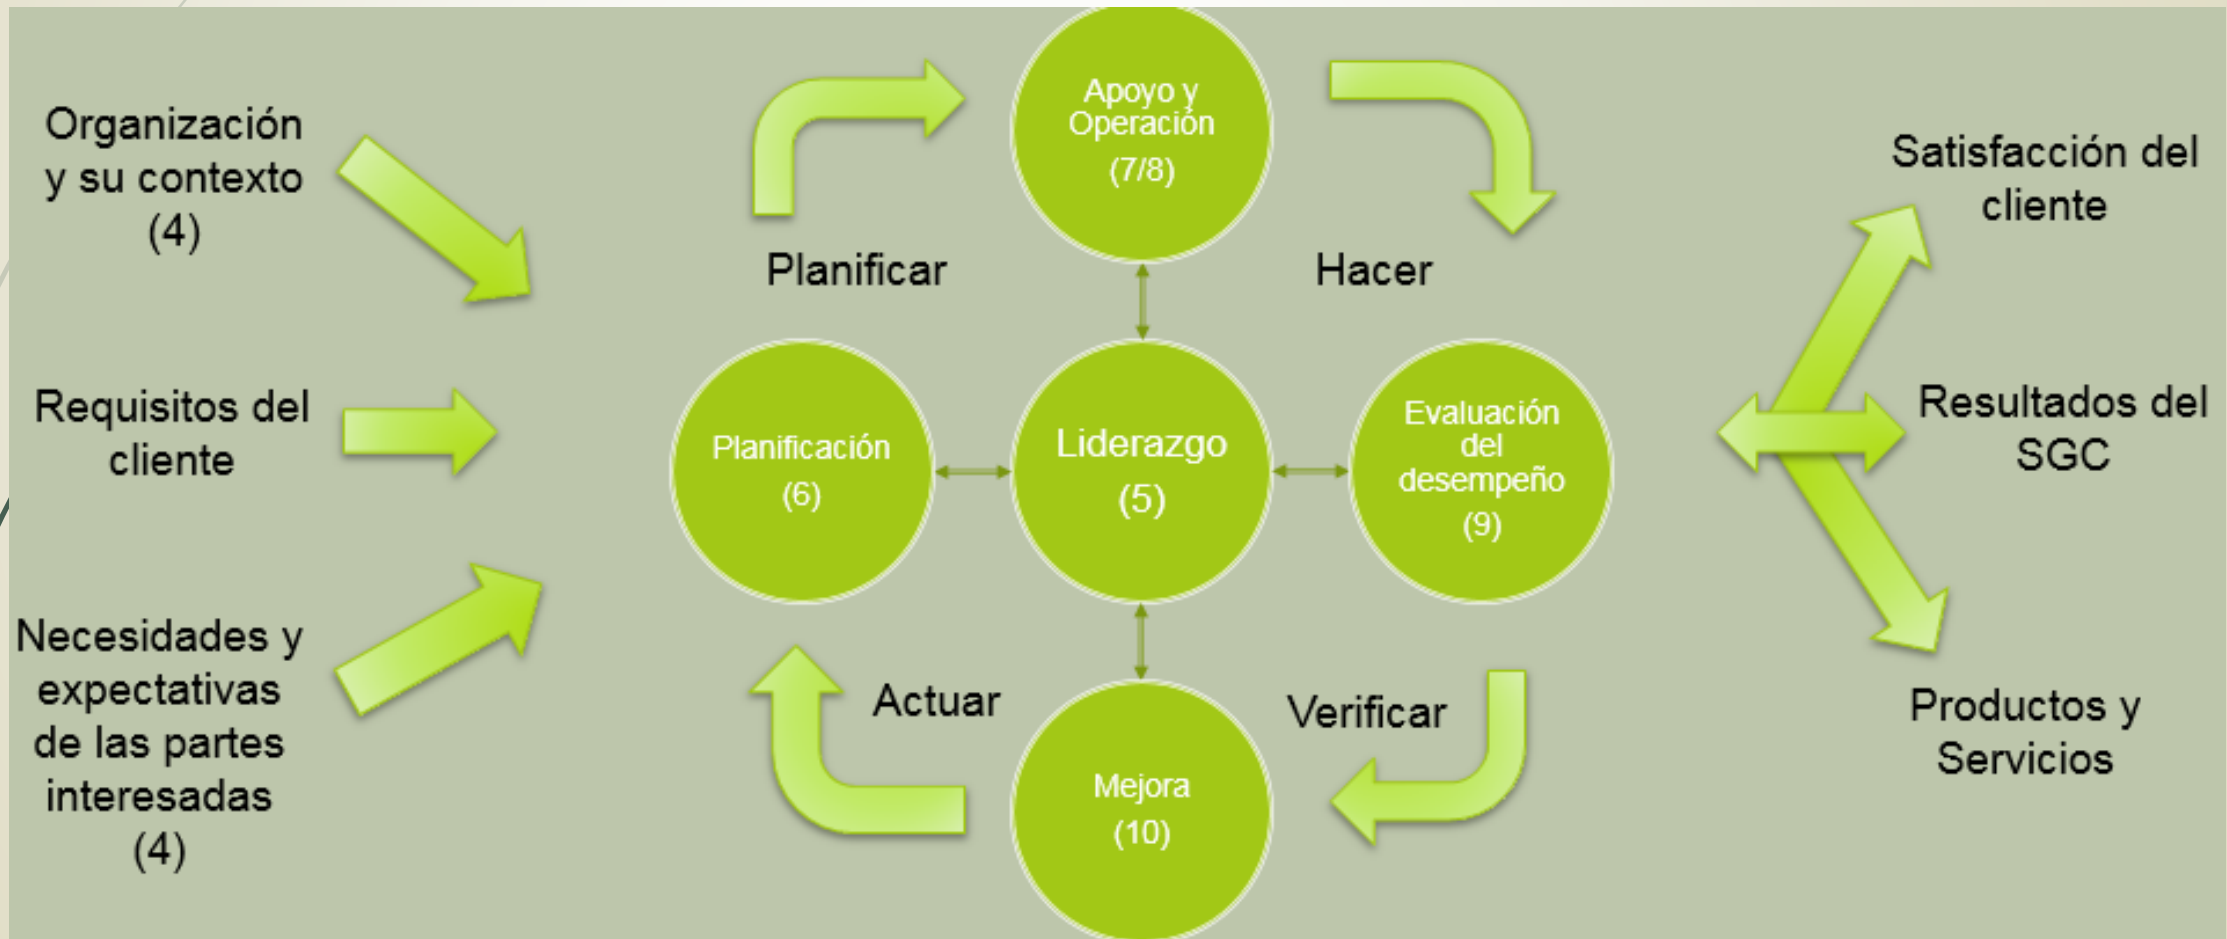 Organización
y su contexto
(4)
Requisitos del
cliente
Necesidades y
expectativas
de las partes
interesadas
(4)
Planificar
Apoyo y
Operación
(7/8)
Hacer
Planificación
(6)
Liderazgo
(5)
Evaluación
del
desempeño
(9)
Actuar
Mejora
(10)
Verificar
Satisfacción del
cliente
Resultados del
SGC
Productos y
Servicios